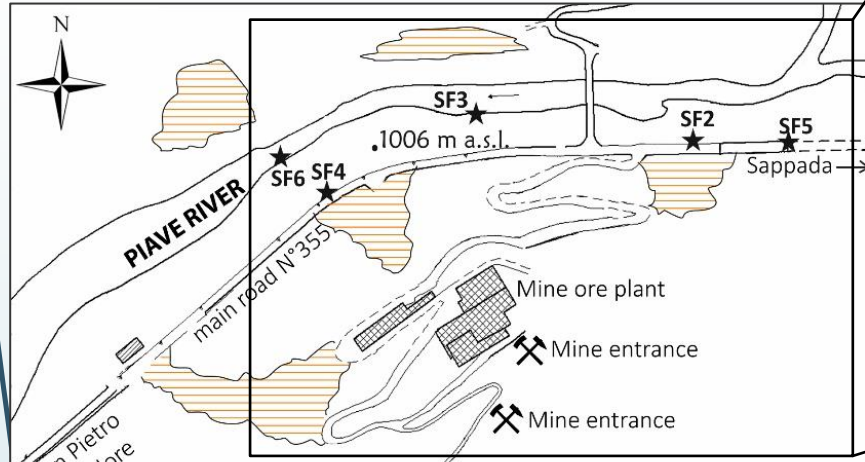 N
SF3
SF2
SF5
1006 m a.s.l.
Sappada
SF6
SF4
PIAVE RIVER
main road N°355
Mine ore plant
Mine entrance
Mine entrance
Pietro